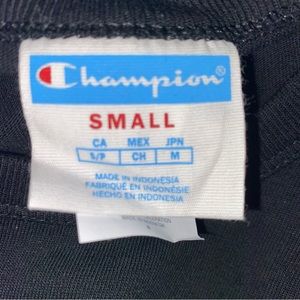 Champion®
SMALL
CA MEX JPN
S/P CH M
MADE IN INDONESIA
FABRIQUÉ EN INDONÉSIE
HECHO EN INDONESIA